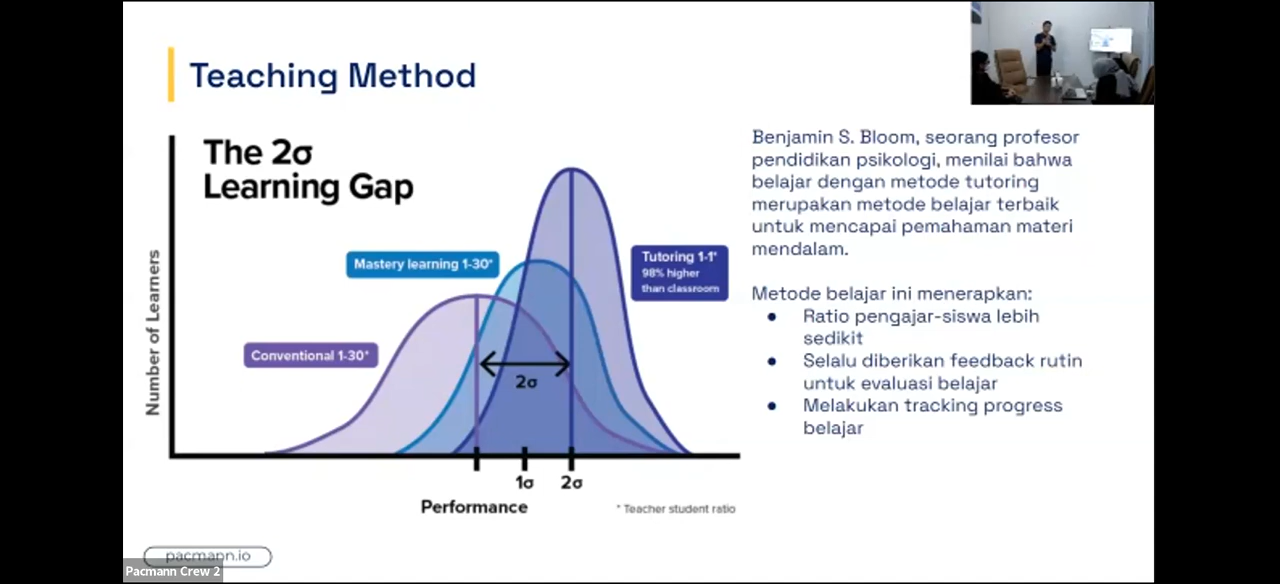 Teaching Method
The 2σ
Learning Gap
Number of Learners
Mastery learning 1-30*
Conventional 1-30*
Tutoring 1-1*
98% higher
than classroom
2σ
1σ 2σ
Performance
* Teacher student ratio
Benjamin S. Bloom, seorang profesor
pendidikan psikologi, menilai bahwa
belajar dengan metode tutoring
merupakan metode belajar terbaik
untuk mencapai pemahaman materi
mendalam.
Metode belajar ini menerapkan:
● Ratio pengajar-siswa lebih
sedikit
● Selalu diberikan feedback rutin
untuk evaluasi belajar
● Melakukan tracking progress
belajar
pacmann.io
Pacmann Crew 2